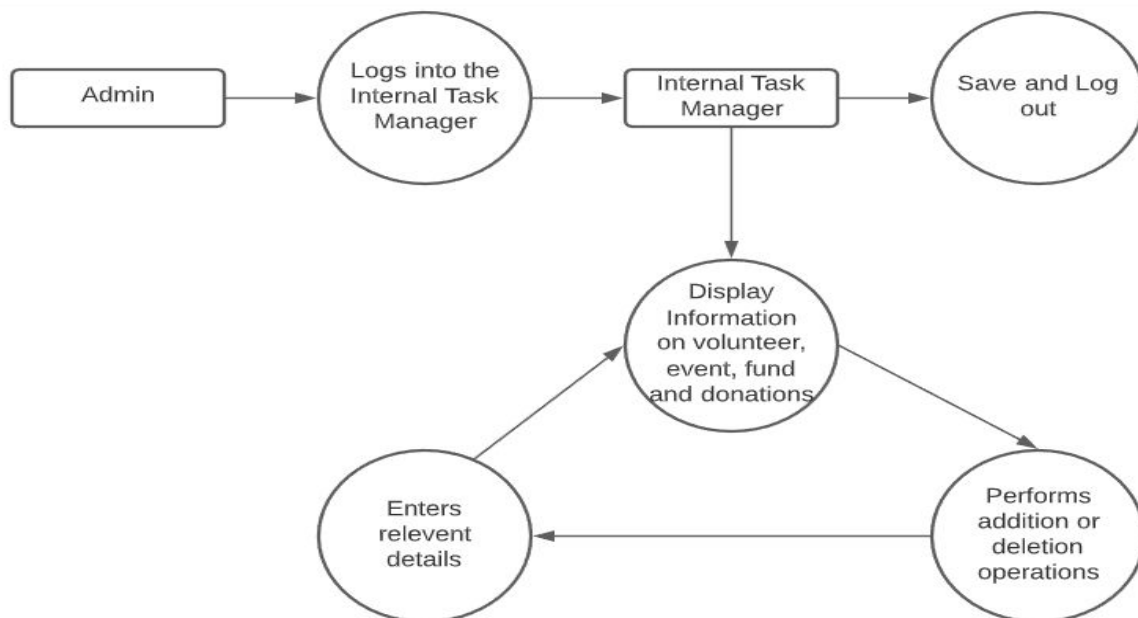 Admin
Logs into the
Internal Task
Manager
Internal Task
Manager
Save and Log
out
Display
Information
on volunteer,
event, fund
and donations
Enters
relevent
details
Performs
addition or
deletion
operations